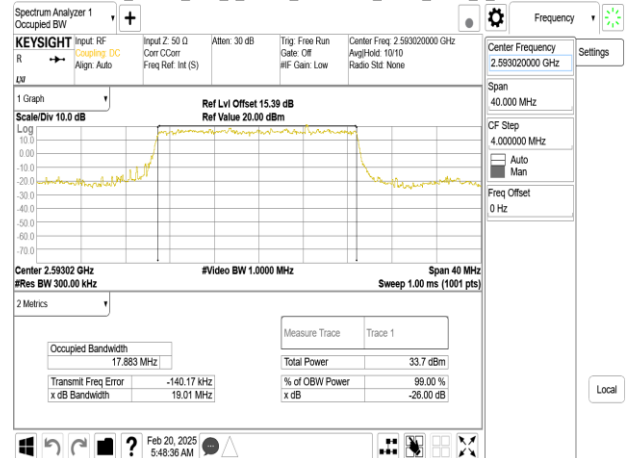 Spectrum Analyzer 1
Occupied BW
Frequency
KEYSIGHT
R
LXI
Input: RF
Coupling: DC
Align: Auto
Input Z: 50 Ω
Corr CCorr
Freq Ref: Int (S)
Atten: 30 dB
Trig: Free Run
Gate: Off
#IF Gain: Low
Center Freq: 2.593020000 GHz
Avg|Hold: 10/10
Radio Std: None
Center Frequency
2.593020000 GHz
Settings
Span
40.000 MHz
CF Step
4.000000 MHz
Auto
Man
Freq Offset
0 Hz
Local
1 Graph
Scale/Div 10.0 dB
Ref Lvl Offset 15.39 dB
Ref Value 20.00 dBm
Log
10.0
0.00
-10.0
-20.0
-30.0
-40.0
-50.0
-60.0
-70.0
Center 2.59302 GHz
#Video BW 1.0000 MHz
Span 40 MHz
#Res BW 300.00 kHz
Sweep 1.00 ms (1001 pts)
2 Metrics
Measure Trace
Trace 1
Occupied Bandwidth
17.883 MHz
Total Power
33.7 dBm
Transmit Freq Error
-140.17 kHz
% of OBW Power
99.00 %
x dB Bandwidth
19.01 MHz
x dB
-26.00 dB
?
Feb 20, 2025
5:48:36 AM